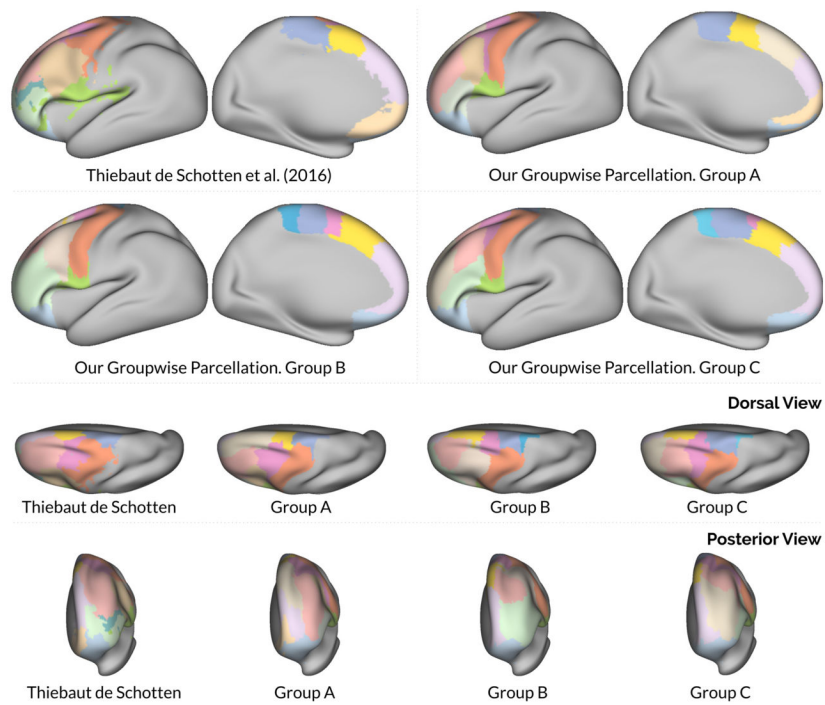 Thiebaut de Schotten et al. (2016)
Our Groupwise Parcellation. Group A
Our Groupwise Parcellation. Group B
Our Groupwise Parcellation. Group C
Dorsal View
Thiebaut de Schotten
Group A
Group B
Group C
Posterior View
Thiebaut de Schotten
Group A
Group B
Group C